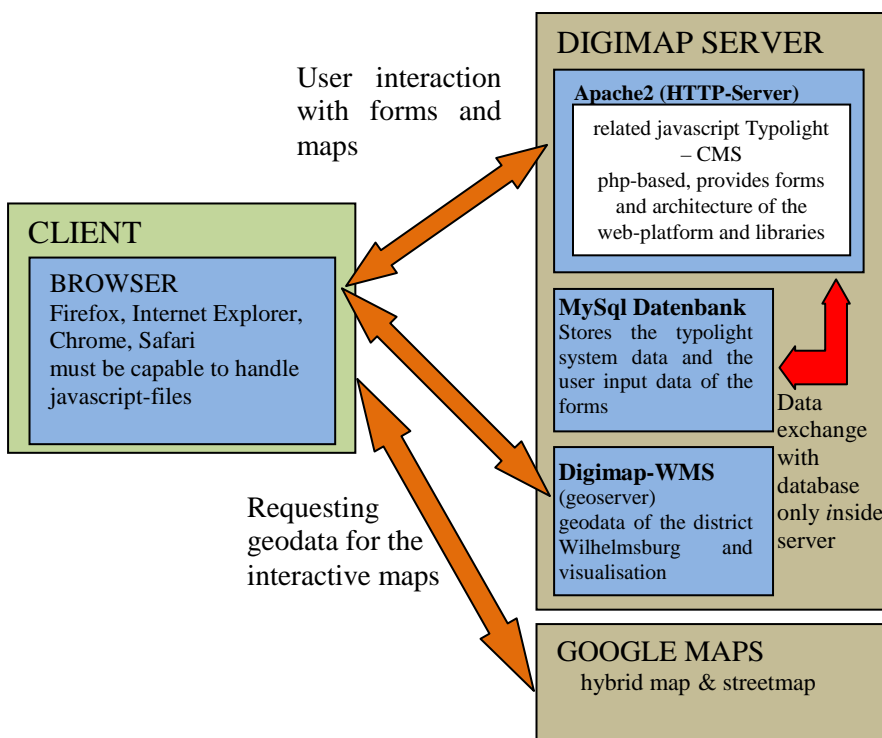 User interaction
with forms and
maps
CLIENT
BROWSER
Firefox, Internet Explorer,
Chrome, Safari
must be capable to handle
javascript-files
Requesting
geodata for the
interactive maps
DIGIMAP SERVER
Apache2 (HTTP-Server)
related javascript Typolight
– CMS
php-based, provides forms
and architecture of the
web-platform and libraries
MySql Datenbank
Stores the typolight
system data and the
user input data of the
forms
Data
exchange
with
database
only inside
server
Digimap-WMS
(geoserver)
geodata of the district
Wilhelmsburg and
visualisation
GOOGLE MAPS
hybrid map & streetmap